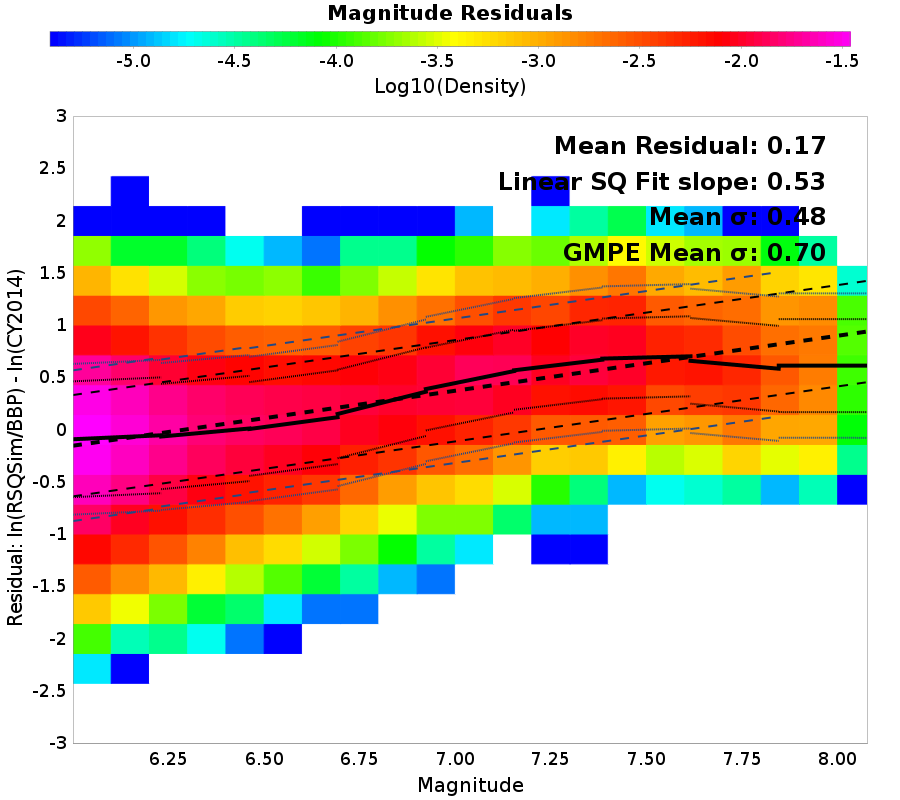 Magnitude Residuals
-5.0 -4.5 -4.0 -3.5 -3.0 -2.5 -2.0 -1.5
Log10(Density)
Mean Residual: 0.17
Linear SQ Fit slope: 0.53
Mean σ: 0.48
GMPE Mean σ: 0.70
3
2.5
2
1.5
1
0.5
0
-0.5
-1
-1.5
-2
-2.5
-3
Residual: ln(RSQSim/BBP) - ln(CY2014)
6.25 6.50 6.75 7.00 7.25 7.50 7.75 8.00
Magnitude